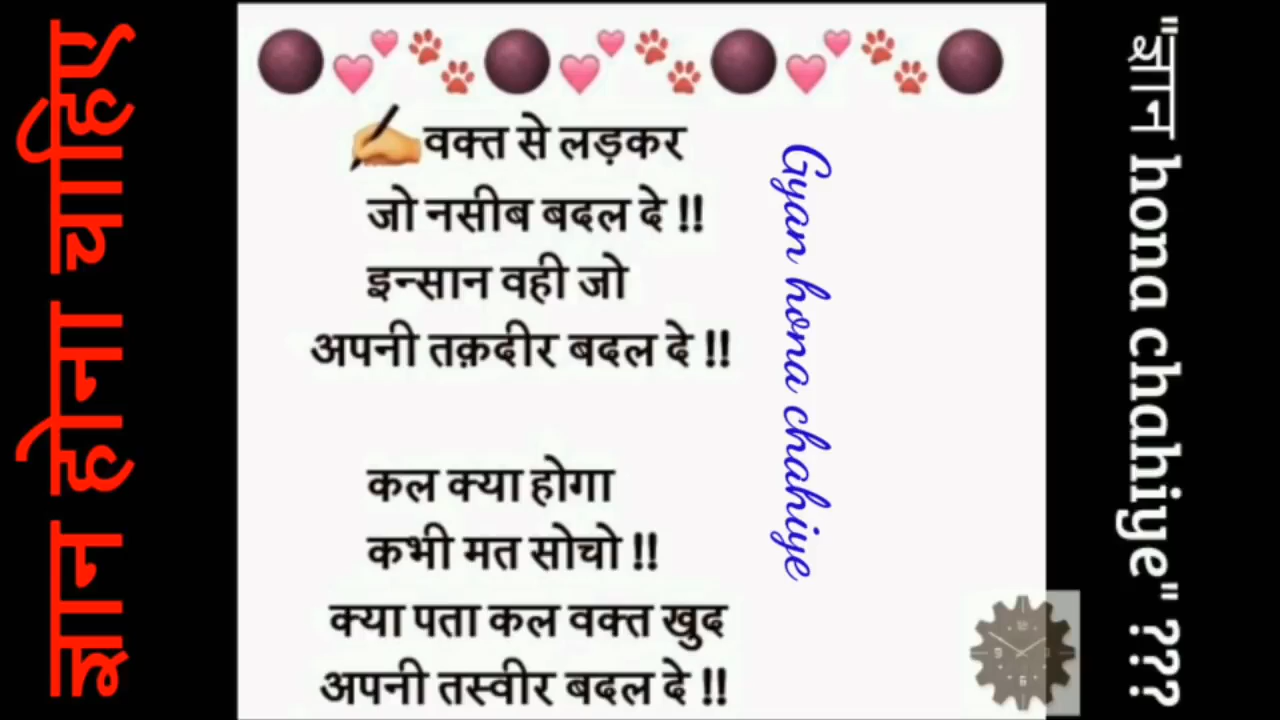 ज्ञान होना चाहिए
वक्त से लड़कर
जो नसीब बदल दे !!
इन्सान वही जो
अपनी तक़दीर बदल दे !!
कल क्या होगा
कभी मत सोचो !!
क्या पता कल वक्त खुद
अपनी तस्वीर बदल दे !!
Gyan hona chahiye
"ज्ञान hona chahiye" ???